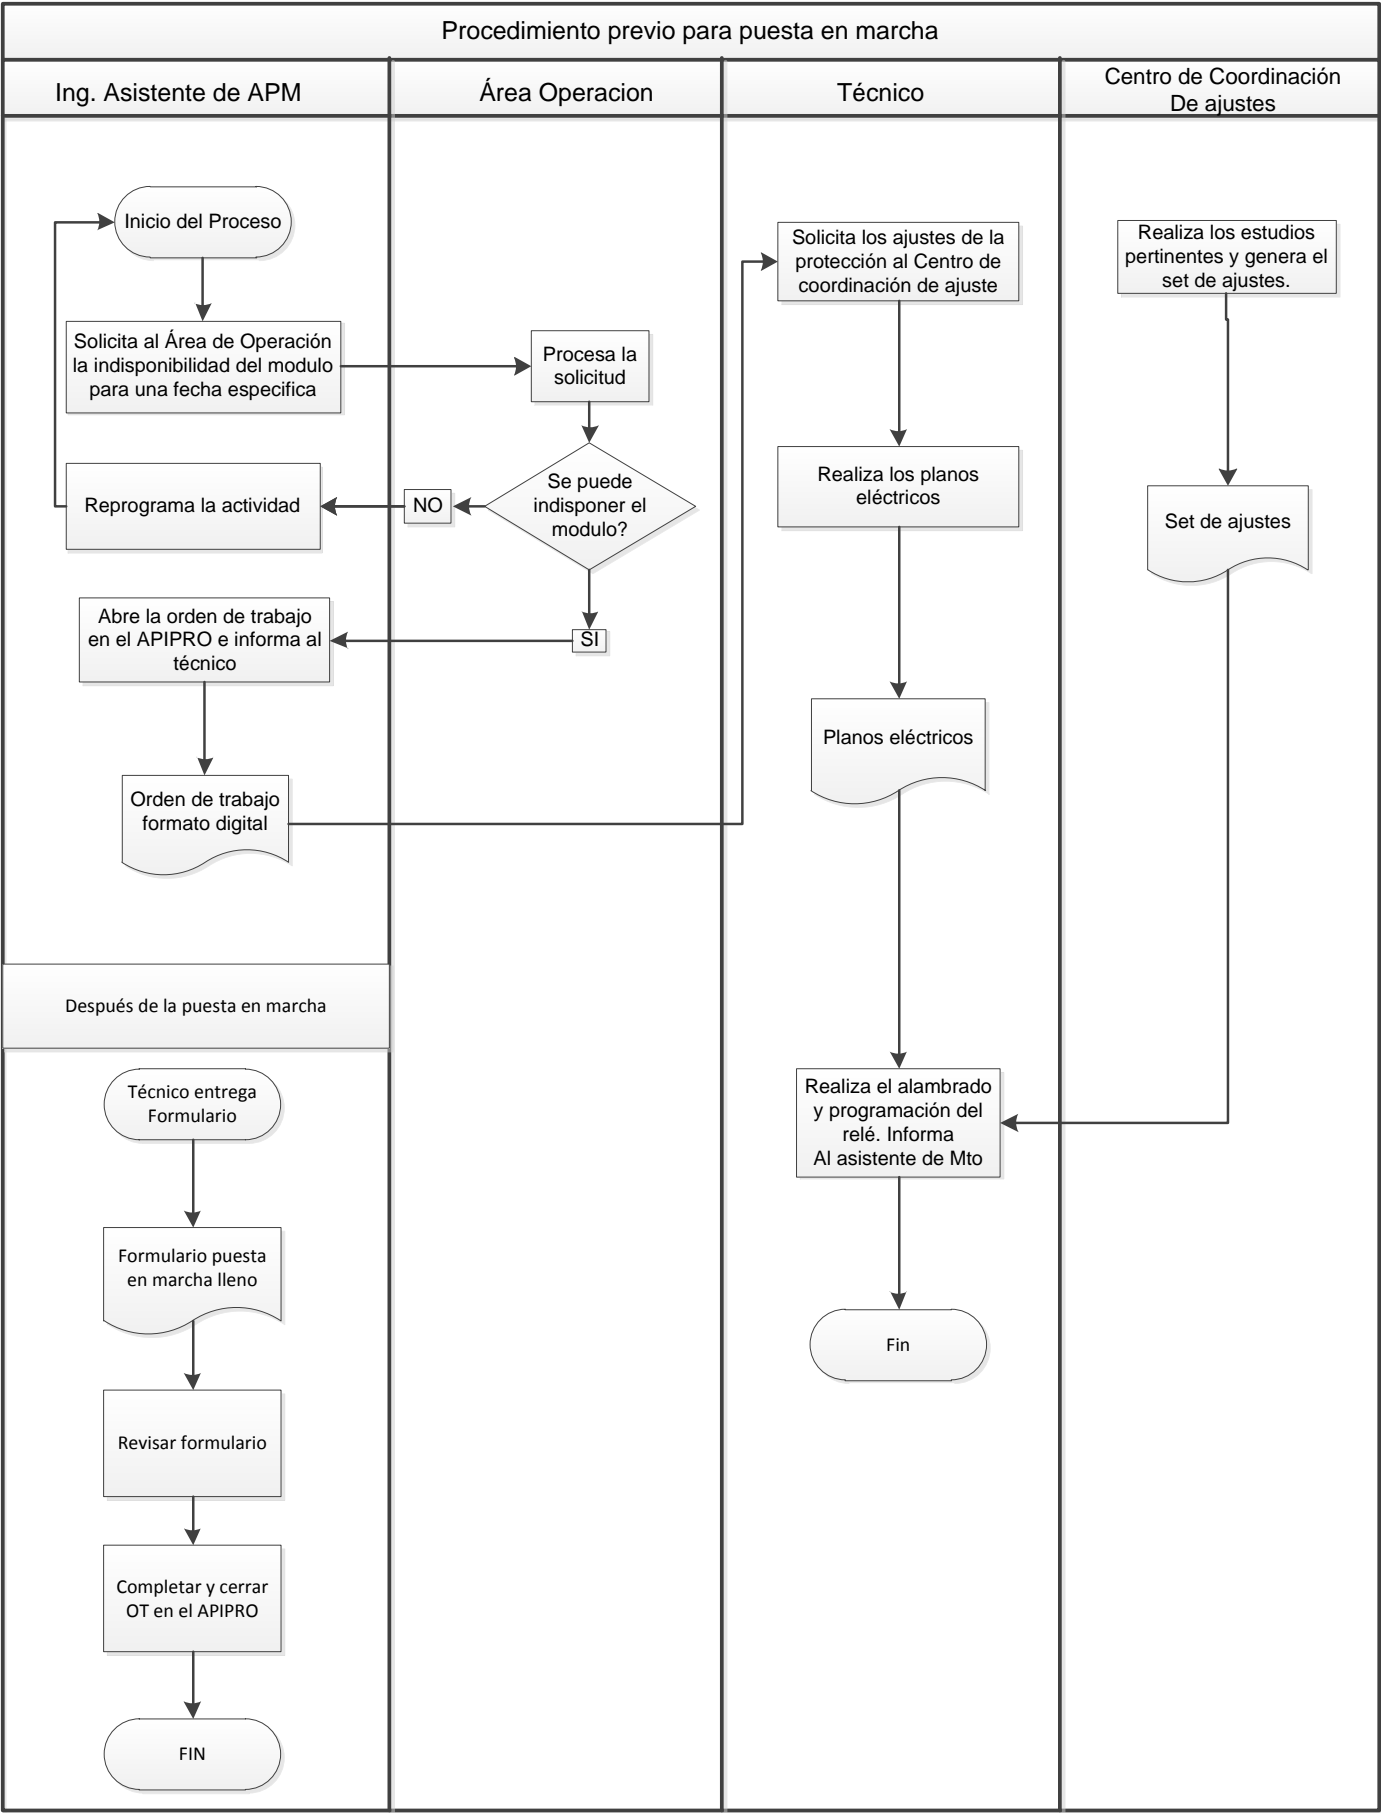 Procedimiento previo para puesta en marcha
Ing. Asistente de APM
Área Operacion
Técnico
Centro de Coordinación
De ajustes
Inicio del Proceso
Solicita al Área de Operación
la indisponibilidad del modulo
para una fecha especifica
Procesa la
solicitud
Se puede
indisponer el
modulo?
NO
Reprograma la actividad
SI
Abre la orden de trabajo
en el APIPRO e informa al
técnico
Orden de trabajo
formato digital
Solicita los ajustes de la
protección al Centro de
coordinación de ajuste
Realiza los planos
eléctricos
Planos eléctricos
Realiza el alambrado
y programación del
relé. Informa
Al asistente de Mto
Fin
Realiza los estudios
pertinentes y genera el
set de ajustes.
Set de ajustes
Después de la puesta en marcha
Técnico entrega
Formulario
Formulario puesta
en marcha lleno
Revisar formulario
Completar y cerrar
OT en el APIPRO
FIN